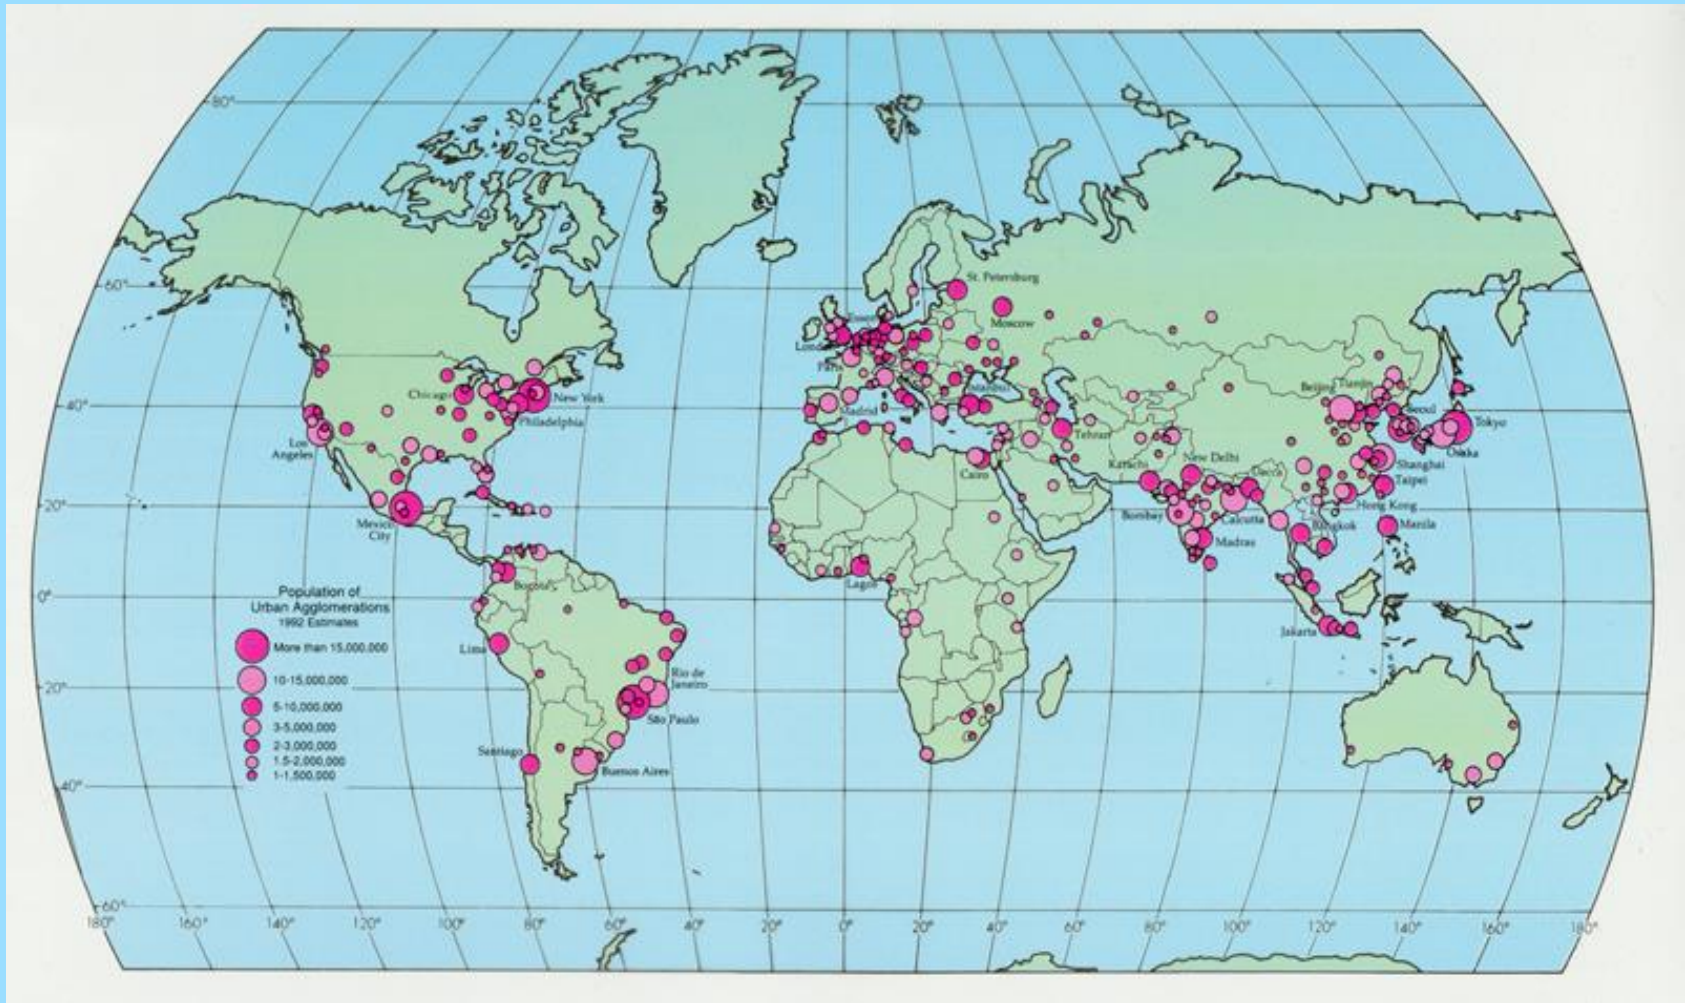 80°
60°
40°
20°
0°
20°
40°
60°
St. Petersburg
Moscow
Essen
London
Paris
Madrid
Istanbul
Chicago
New York
Philadelphia
Los
Angeles
Mexico
City
Bogota
Lima
Rio de
Janeiro
São Paulo
Santiago
Buenos Aires
Cairo
Lagos
Tehran
Karachi
New Delhi
Dacca
Bombay
Calcutta
Madras
Bangkok
Beijing
Tianjin
Seoul
Tokyo
Osaka
Shanghai
Taipei
Hong Kong
Manila
Jakarta
Population of
Urban Agglomerations
1992 Estimates
More than 15,000,000
10-15,000,000
5-10,000,000
3-5,000,000
2-3,000,000
1.5-2,000,000
1-1,500,000
180° 160° 140° 120° 100° 80° 60° 40° 20° 0° 20° 40° 60° 80° 100° 120° 140° 160° 180°